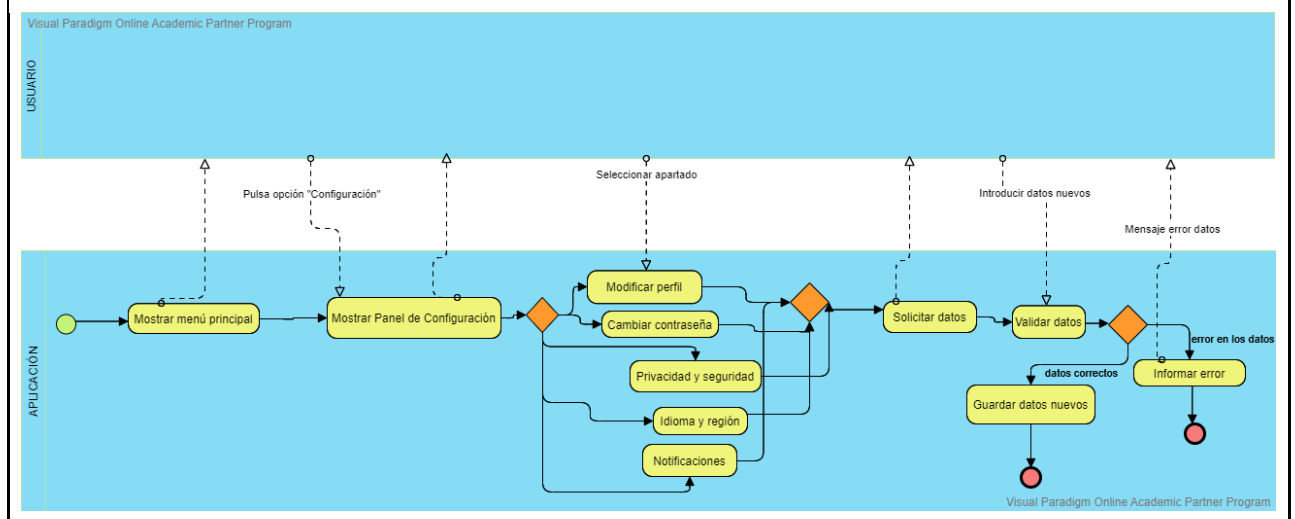 Visual Paradigm Online Academic Partner Program
USUARIO
Seleccionar apartado
Pulsa opción "Configuración"
Introducir datos nuevos
Mensaje error datos
APLICACIÓN
Modificar perfil
Mostrar menú principal
Mostrar Panel de Configuración
Cambiar contraseña
Solicitar datos
Validar datos
error en los datos
Privacidad y seguridad
datos correctos
Informar error
Guardar datos nuevos
Idioma y región
Notificaciones
Visual Paradigm Online Academic Partner Program